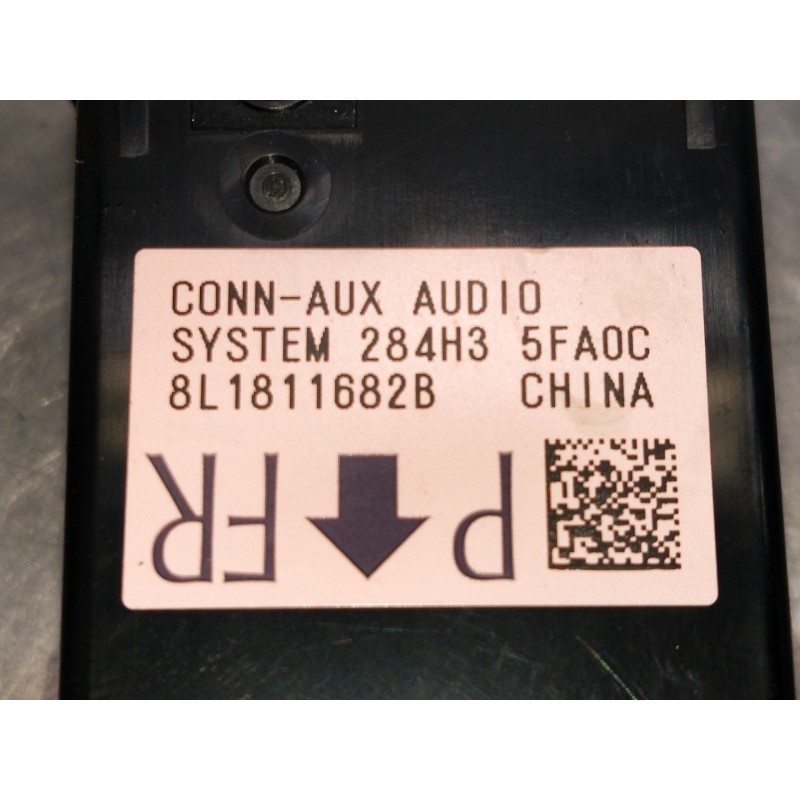 CONN-AUX AUDIO
SYSTEM 284H3 5FA0C
8L1811682B CHINA
FR P